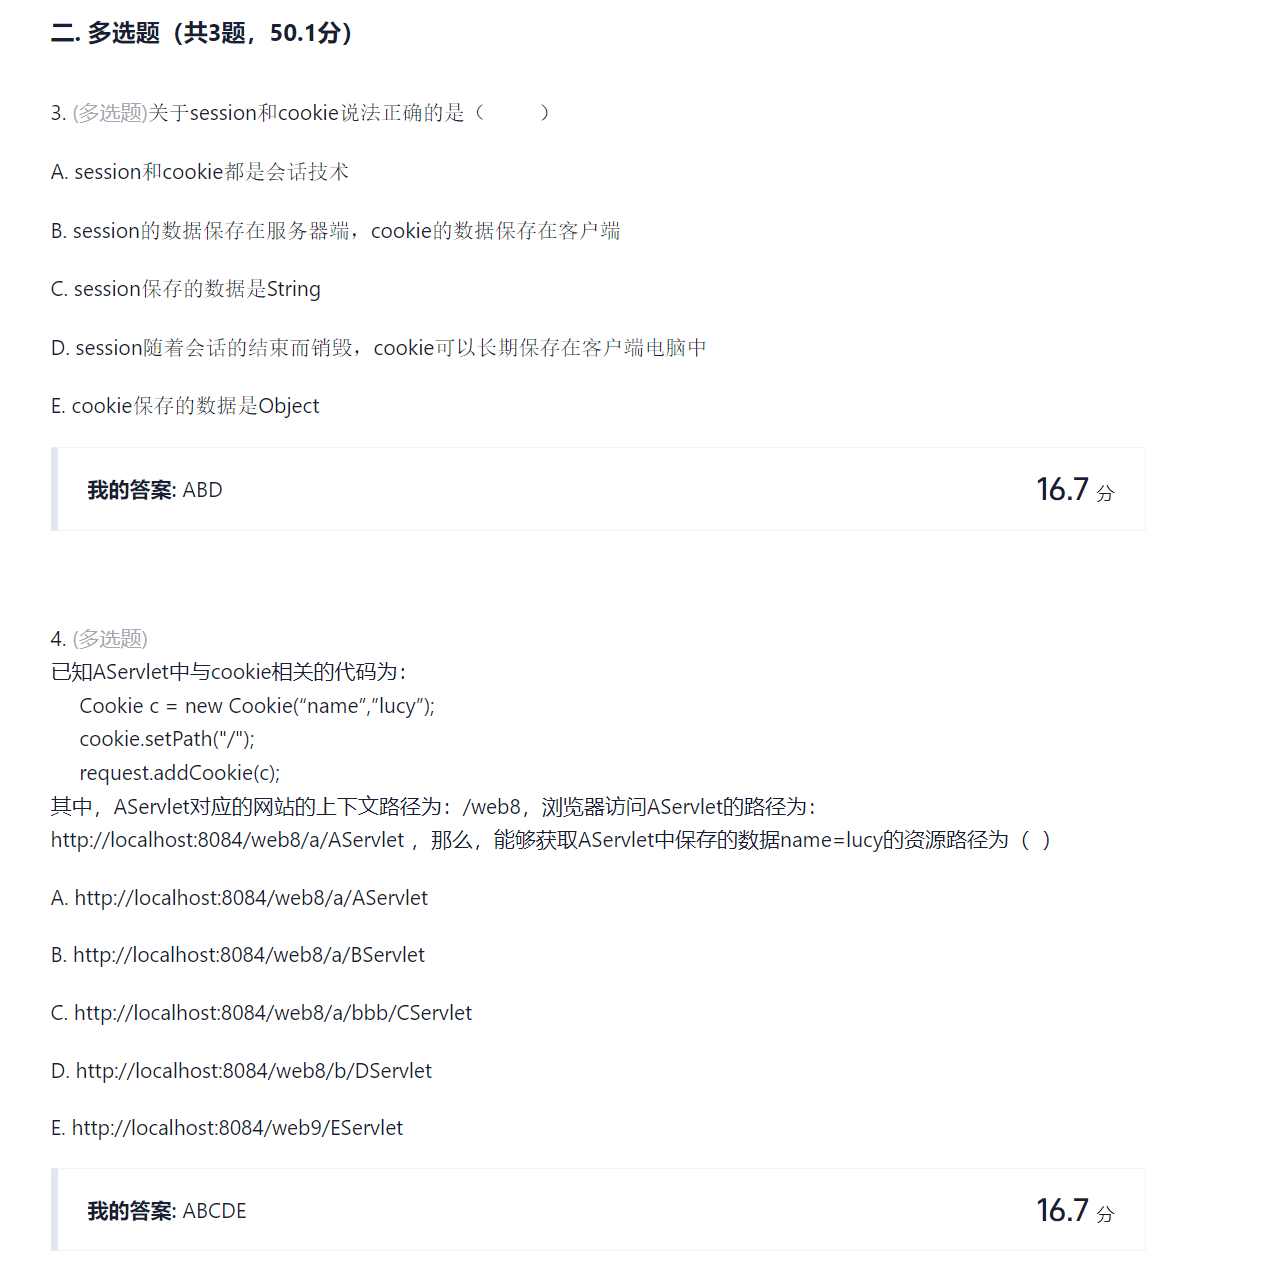 二. 多选题（共3题，50.1分）
3. (多选题)关于session和cookie说法正确的是（      ）
A. session和cookie都是会话技术
B. session的数据保存在服务器端，cookie的数据保存在客户端
C. session保存的数据是String
D. session随着会话的结束而销毁，cookie可以长期保存在客户端电脑中
E. cookie保存的数据是Object
我的答案: ABD 16.7 分
4. (多选题)
已知AServlet中与cookie相关的代码为：
Cookie c = new Cookie(“name”,”lucy”);
cookie.setPath("/");
request.addCookie(c);
其中，AServlet对应的网站的上下文路径为：/web8，浏览器访问AServlet的路径为：
http://localhost:8084/web8/a/AServlet ，那么，能够获取AServlet中保存的数据name=lucy的资源路径为（  ）
A. http://localhost:8084/web8/a/AServlet
B. http://localhost:8084/web8/a/BServlet
C. http://localhost:8084/web8/a/bbb/CServlet
D. http://localhost:8084/web8/b/DServlet
E. http://localhost:8084/web9/EServlet
我的答案: ABCDE 16.7 分